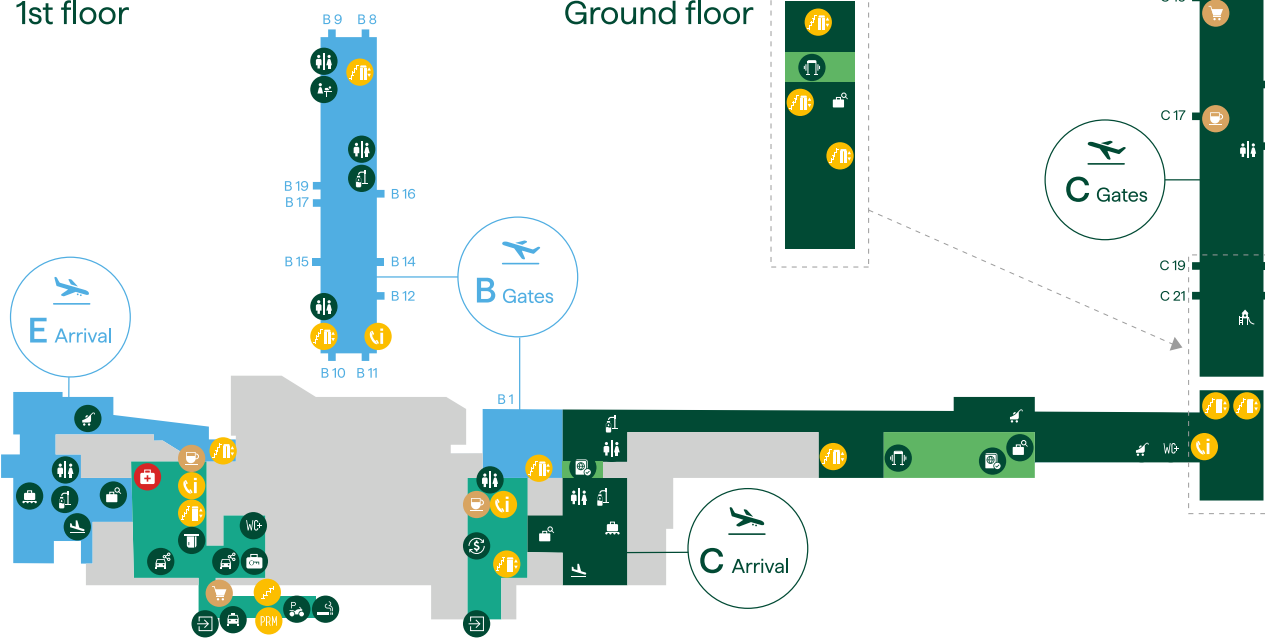 1st floor
Ground floor
B 9
B 8
C 17
C Gates
B 19
B 17
B 16
B 15
B 14
B 12
B Gates
C 19
C 21
E Arrival
B 10
B 11
B 1
WC+
WC+
C Arrival
P
PRM